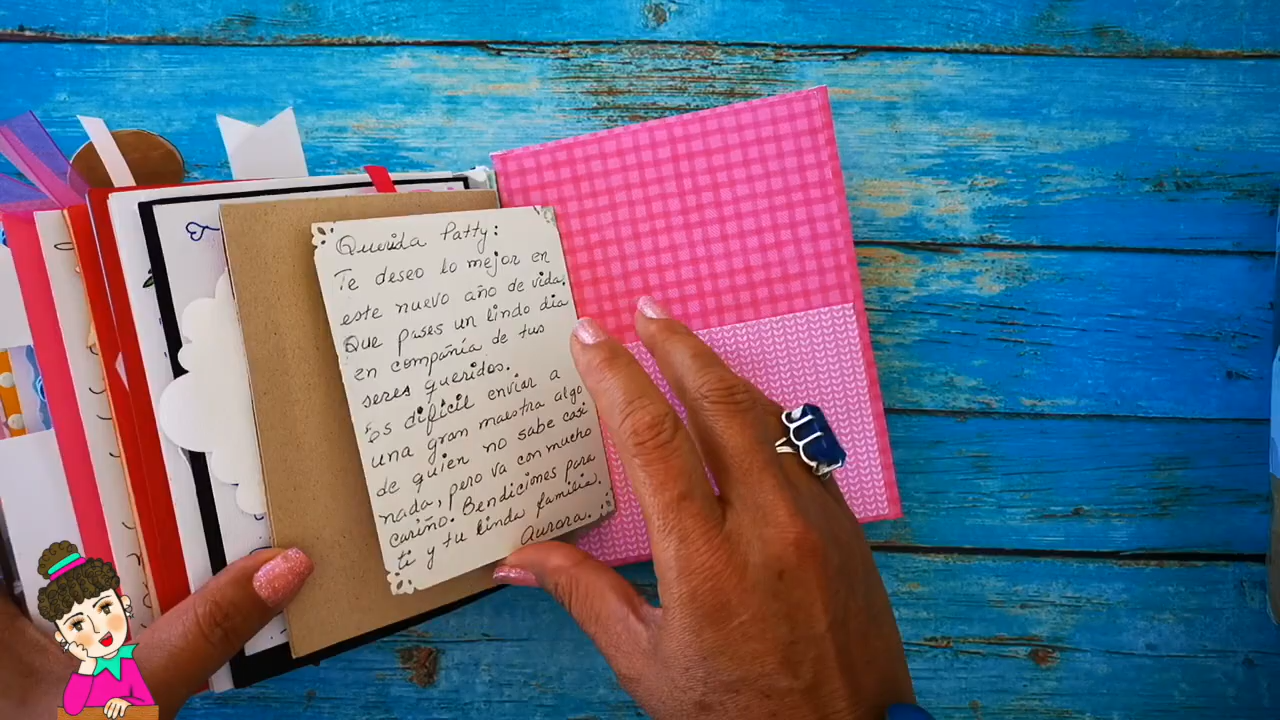 Querida Patty:
Te deseo lo mejor en
este nuevo año de vida.
Que pases un lindo día
en compañía de tus
seres queridos.
Es difícil enviar a
una gran maestra algo
de quien no sabe casi
nada, pero va con mucho
cariño. Bendiciones para
ti y tu linda familia.
Aurora.